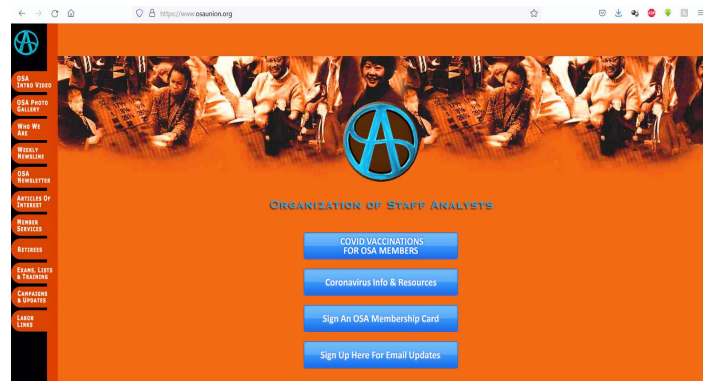 https://www.osaunion.org
OSA
INTRO VIDEO
OSA PHOTO
GALLERY
WHO WE
ARE
WEEKLY
NEWSLINE
OSA
NEWSLETTER
ARTICLES OF
INTEREST
MEMBER
SERVICES
RETIREES
EXAMS, LISTS
& TRAINING
CAMPAIGNS
& UPDATES
LABOR
LINKS
ORGANIZATION OF STAFF ANALYSTS
COVID VACCINATIONS
FOR OSA MEMBERS
Coronavirus Info & Resources
Sign An OSA Membership Card
Sign Up Here For Email Updates